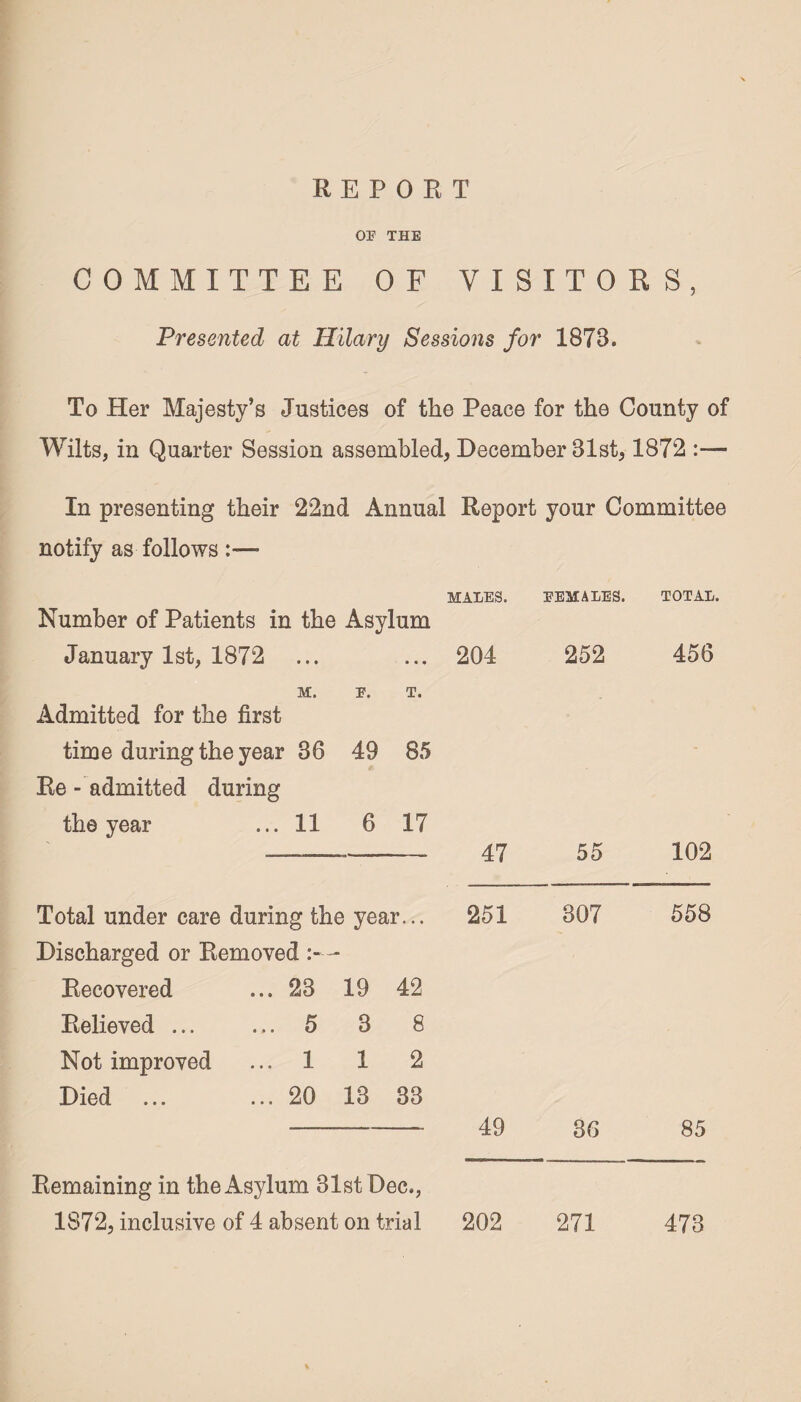 REPORT
OF THE
COMMITTEE OF VISITORS,
Presented at Hilary Sessions for 1873.
To Her Majesty’s Justices of the Peace for the County of
Wilts, in Quarter Session assembled, December 31st, 1872 :—
In presenting their 22nd Annual Report your Committee
notify as follows :—
MALES. FEMALES. TOTAL.
Number of Patients in the Asylum
January 1st, 1872 ... ... 204 252 456
M. F. T.
Admitted for the first
time during the year 36 49 85
Re - admitted during
the year ... 11 6 17
47 55 102
Total under care during the year... 251 307 558
Discharged or Removed :—
Recovered ... 23 19 42
Relieved ... ... 5 3 8
Not improved ... 1 1 2
Died ... ... 20 13 33
49 36 85
Remaining in the Asylum 31st Dec.,
1872, inclusive of 4 absent on trial 202 271 473